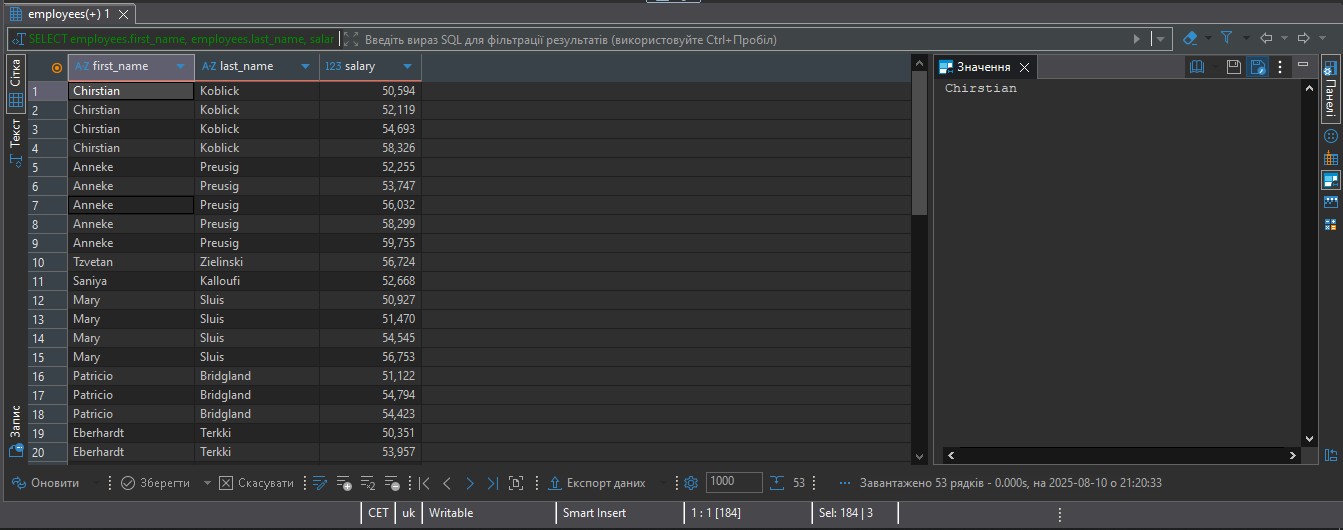 employees(+) 1
SELECT employees.first_name, employees.last_name, salar
Введіть вираз SQL для фільтрації результатів (використовуйте Ctrl+Пробіл)
Сітка
Текст
Запис
A-Z first_name A-Z last_name 123 salary
1 Chirstian Koblick 50,594
2 Chirstian Koblick 52,119
3 Chirstian Koblick 54,693
4 Chirstian Koblick 58,326
5 Anneke Preusig 52,255
6 Anneke Preusig 53,747
7 Anneke Preusig 56,032
8 Anneke Preusig 58,299
9 Anneke Preusig 59,755
10 Tzvetan Zielinski 56,724
11 Saniya Kalloufi 52,668
12 Mary Sluis 50,927
13 Mary Sluis 51,470
14 Mary Sluis 54,545
15 Mary Sluis 56,753
16 Patricio Bridgland 51,122
17 Patricio Bridgland 54,794
18 Patricio Bridgland 54,423
19 Eberhardt Terkki 50,351
20 Eberhardt Terkki 53,957
Значення
Chirstian
Панелі
Оновити Зберегти Скасувати Експорт даних 1000 53 ··· Завантажено 53 рядків - 0.000s, на 2025-08-10 о 21:20:33
CET uk Writable Smart Insert 1 : 1 [184] Sel: 184 | 3